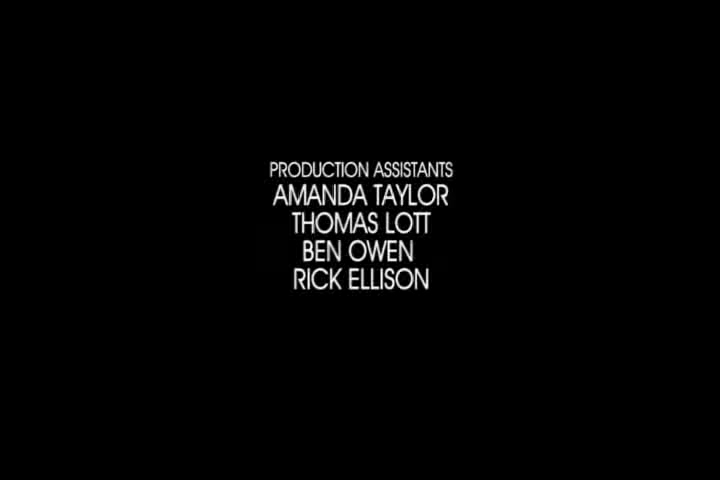 PRODUCTION ASSISTANTS
AMANDA TAYLOR
THOMAS LOTT
BEN OWEN
RICK ELLISON